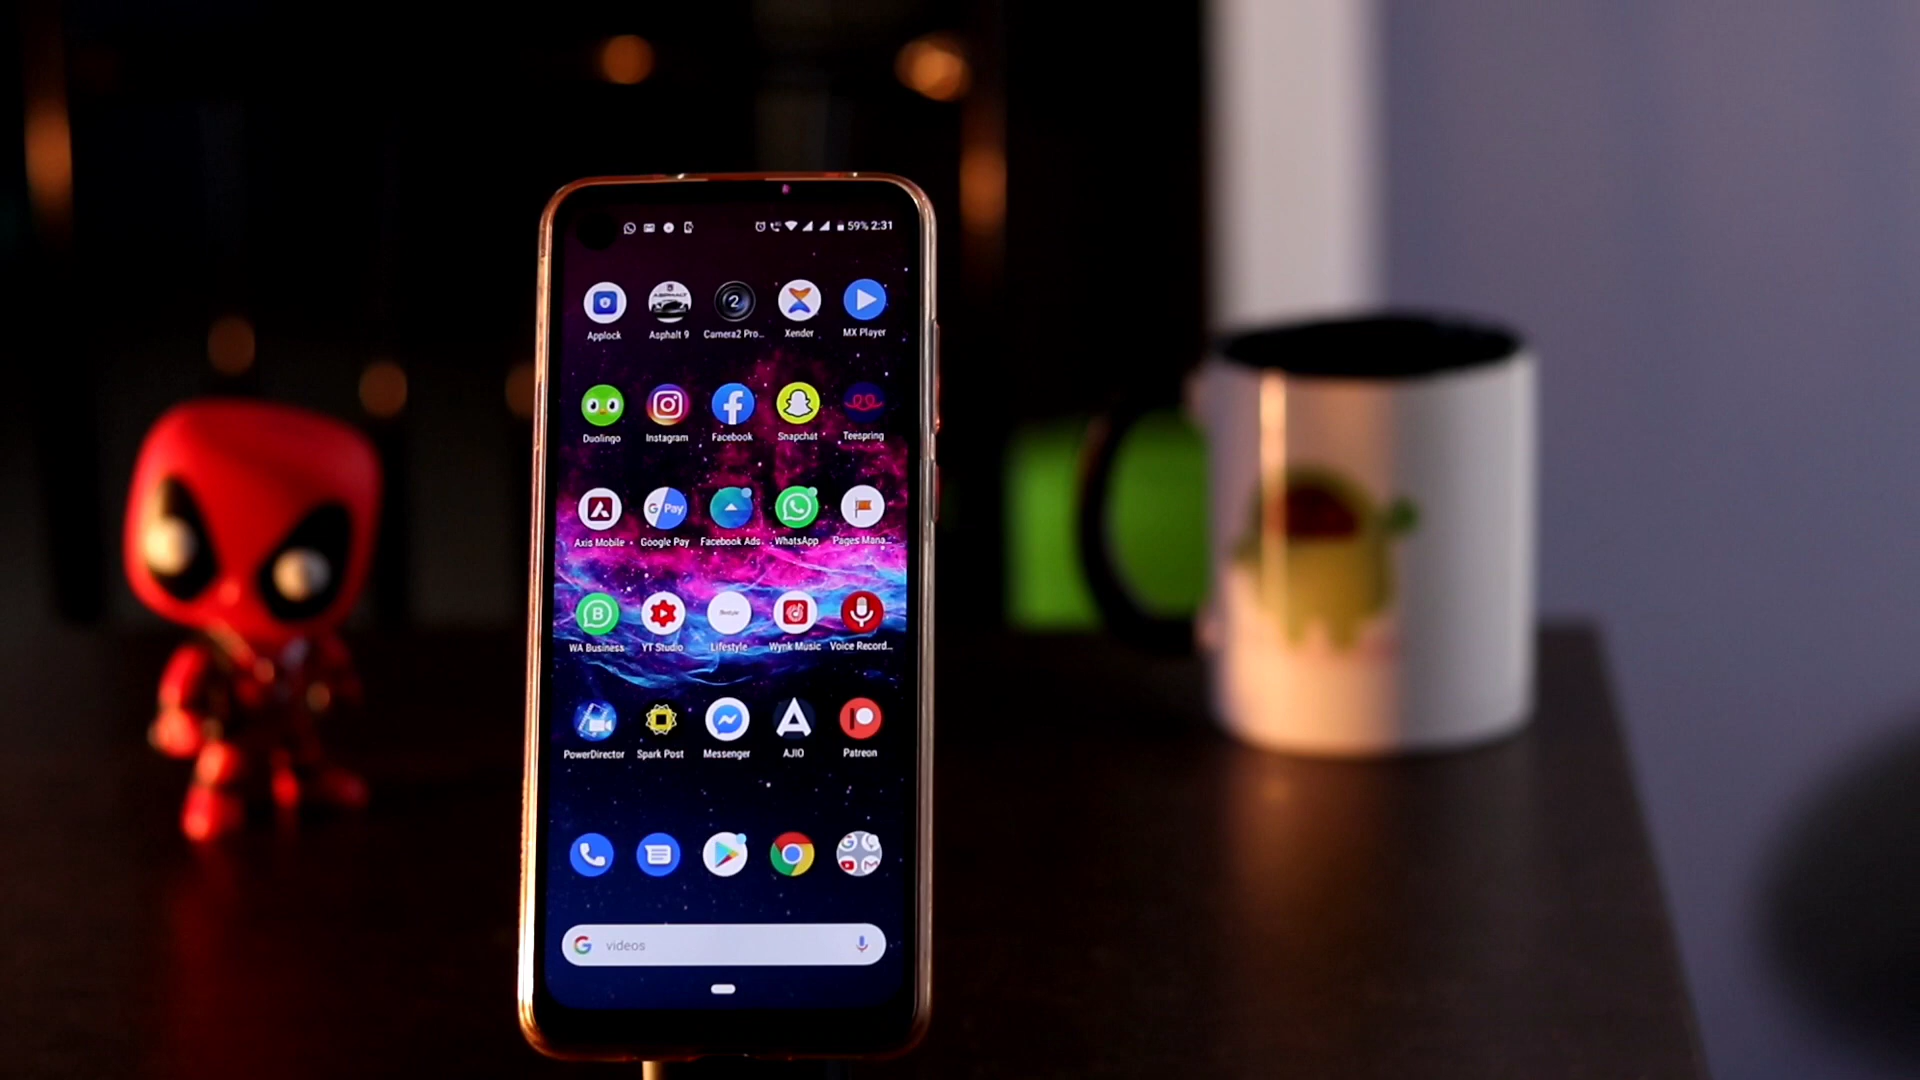 59% 2:31
Applock Asphalt 9 Camera2 Pro... Xender MX Player
Duolingo Instagram Facebook Snapchat Teespring
G Pay
Axis Mobile Google Pay Facebook Ads WhatsApp Pages Mana...
WA Business YT Studio Lifestyle Wynk Music Voice Record...
PowerDirector Spark Post Messenger AJIO Patreon
G videos